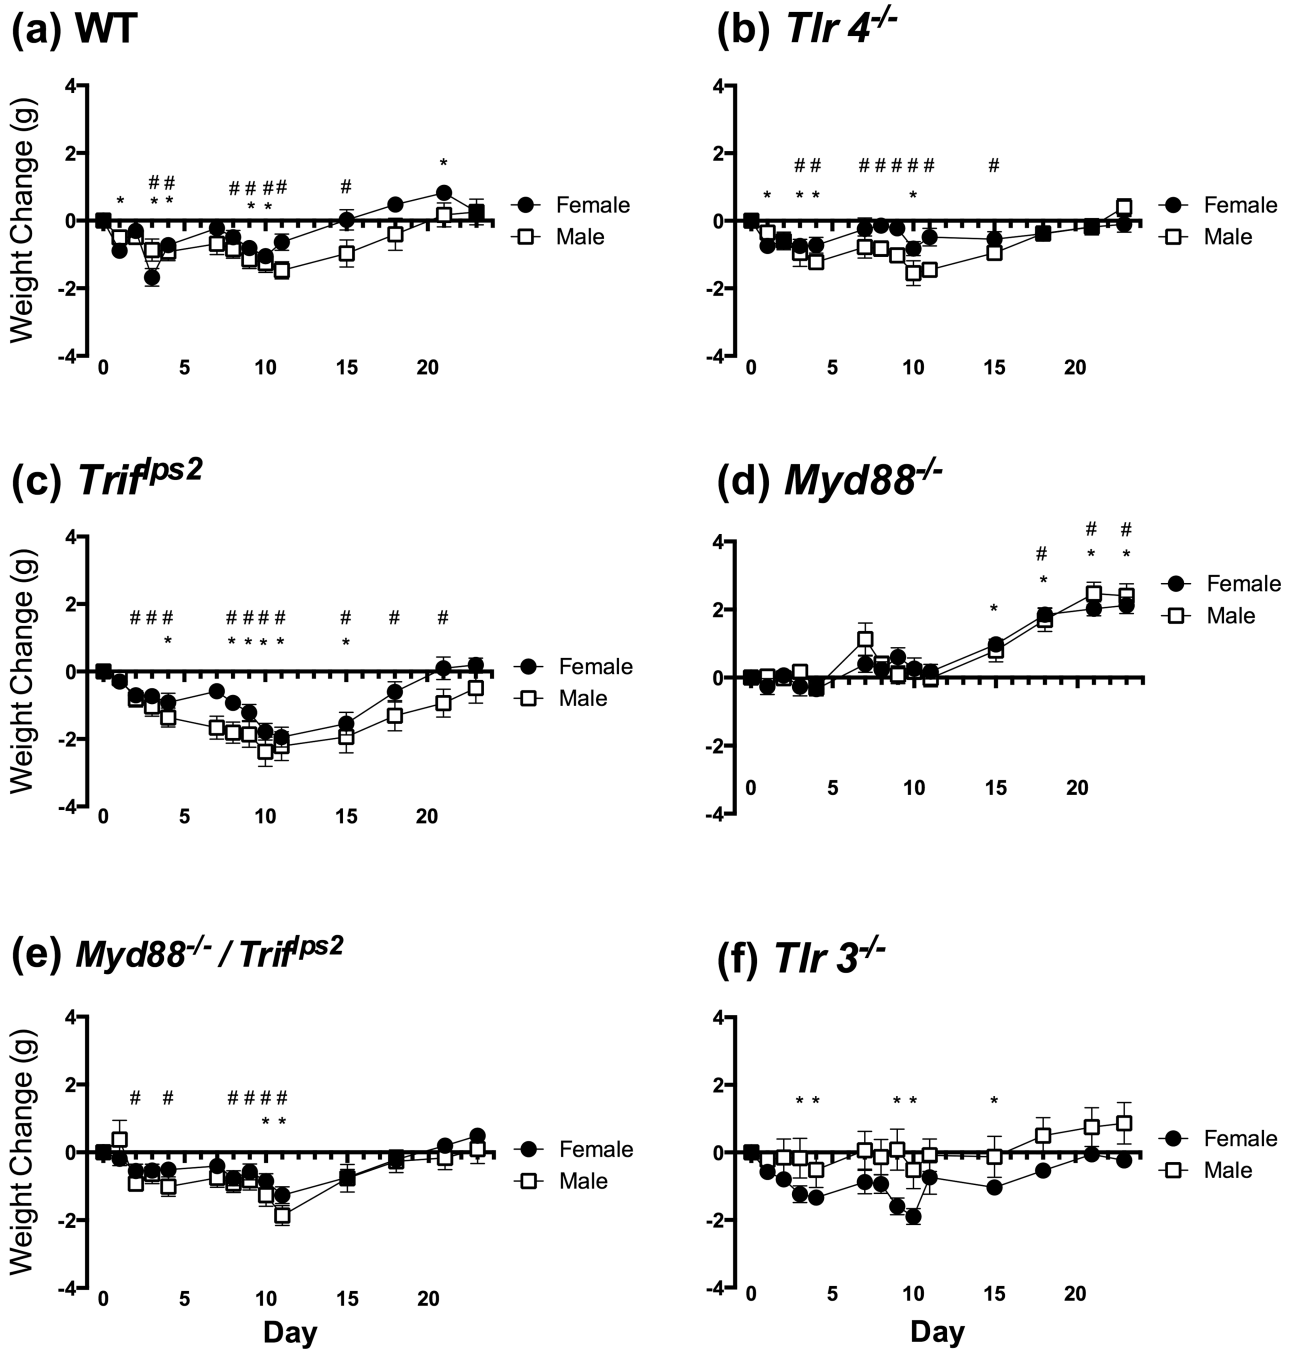 (a) WT
Weight Change (g)
4
# #
# # # #
#
*
*
* *
* *
2
0
-2
-4
0 5 10 15 20
Female
Male
(b) Tlr 4-/-
4
# # # # # # # #
* * * *
2
0
-2
-4
0 5 10 15 20
Female
Male
(c) Triflps2
Weight Change (g)
4
2
# # # # # # # # # #
* * * * * *
0
-2
-4
0 5 10 15 20
Female
Male
(d) Myd88-/-
# # #
* * * *
4
2
0
-2
-4
0 5 10 15 20
Female
Male
(e) Myd88-/- / Triflps2
Weight Change (g)
4
2
# # # # # #
* *
0
-2
-4
0 5 10 15 20
Day
Female
Male
(f) Tlr 3-/-
4
2
* * * * *
0
-2
-4
0 5 10 15 20
Day
Female
Male